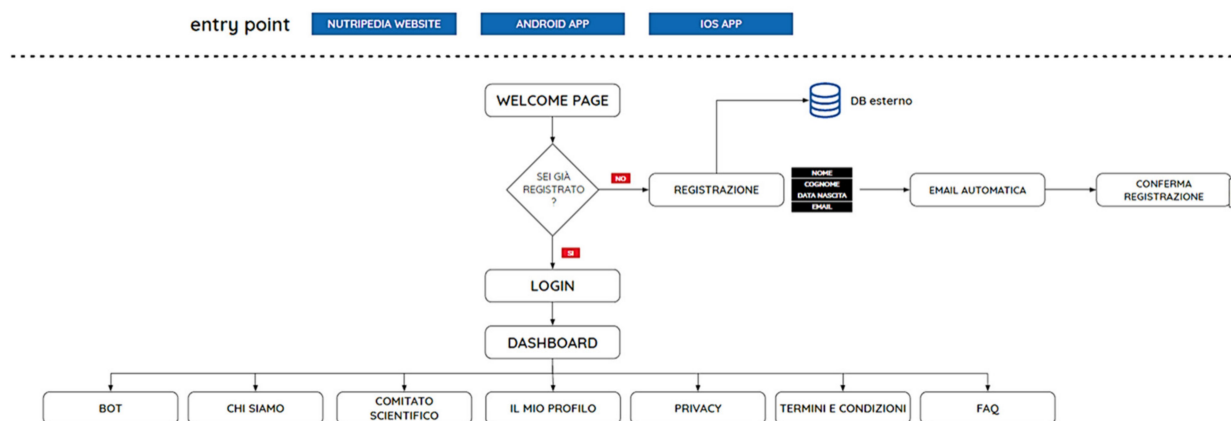 entry point
NUTRIPEDIA WEBSITE
ANDROID APP
IOS APP
WELCOME PAGE
DB esterno
SEI GIÀ
REGISTRATO
?
NO
REGISTRAZIONE
NOME
COGNOME
DATA NASCITA
EMAIL
EMAIL AUTOMATICA
CONFERMA
REGISTRAZIONE
SI
LOGIN
DASHBOARD
BOT
CHI SIAMO
COMITATO
SCIENTIFICO
IL MIO PROFILO
PRIVACY
TERMINI E CONDIZIONI
FAQ